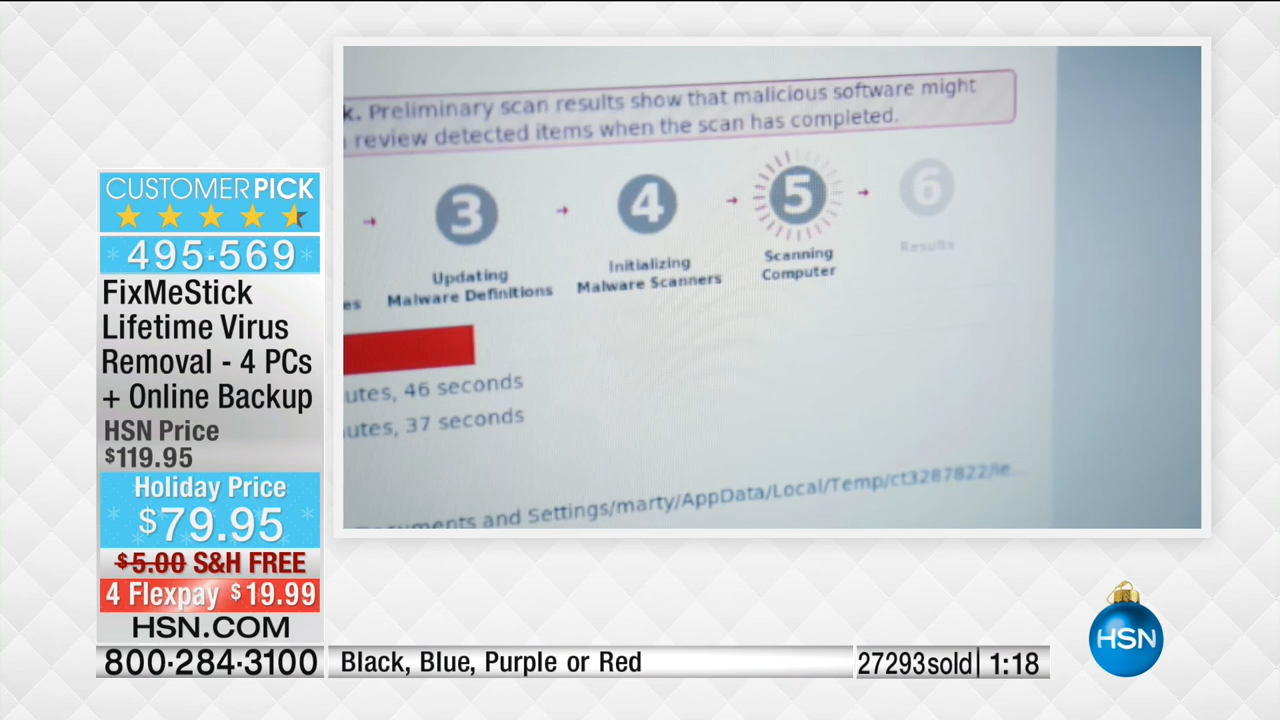 CUSTOMER PICK
495·569
FixMeStick
Lifetime Virus
Removal - 4 PCs
+ Online Backup
HSN Price
$119.95
Holiday Price
$79.95
$5.00 S&H FREE
4 Flexpay $19.99
HSN.COM
800·284·3100
k. Preliminary scan results show that malicious software might
review detected items when the scan has completed.
3
Updating
Malware Definitions
4
Initializing
Malware Scanners
5
Scanning
Computer
6
Results
es
utes, 46 seconds
utes, 37 seconds
Documents and Settings/marty/AppData/Local/Temp/ct3287822/ie...
Black, Blue, Purple or Red
27293sold
1:18
HSN